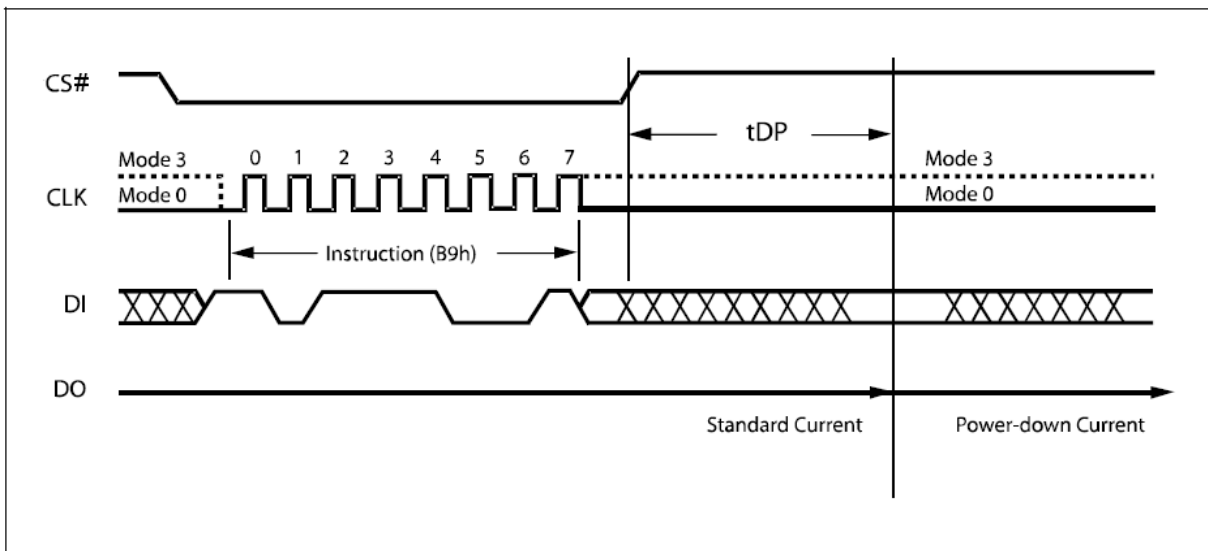 CS#
tDP
Mode 3
0 1 2 3 4 5 6 7
Mode 3
CLK
Mode 0
Mode 0
Instruction (B9h)
DI
DO
Standard Current
Power-down Current